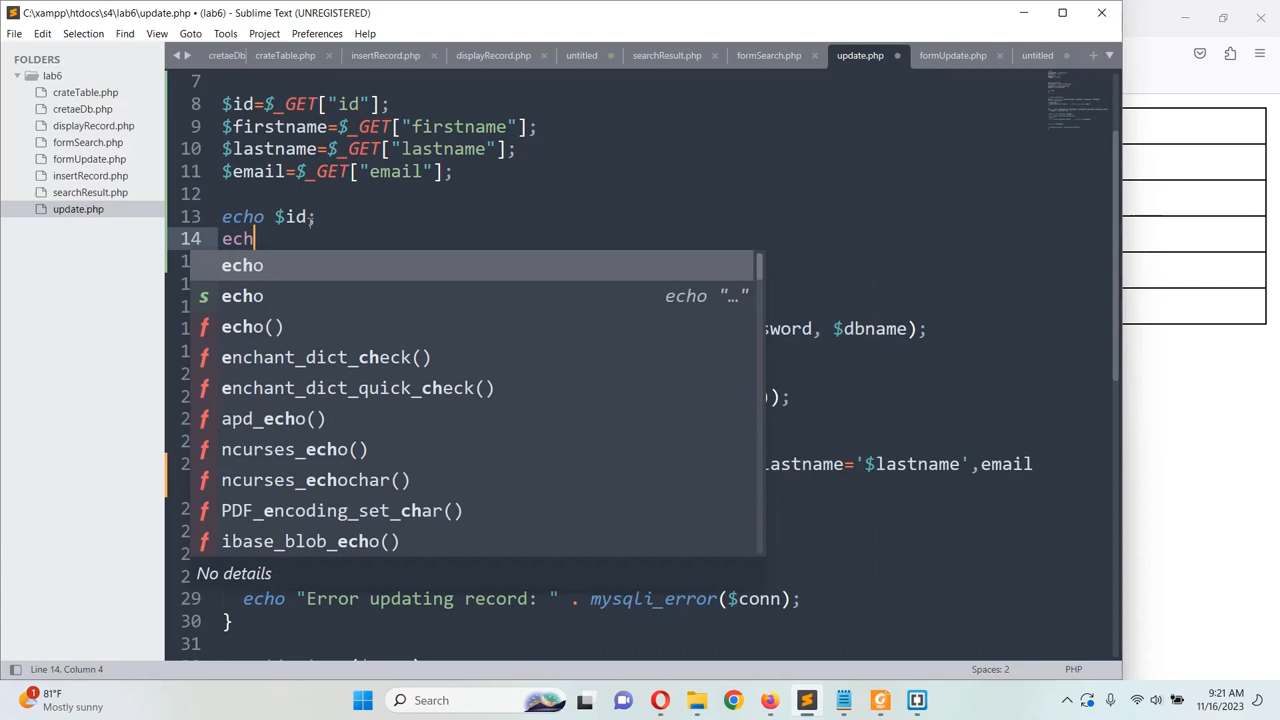 C:\xampp\htdocs\s4\lab6\update.php • (lab6) - Sublime Text (UNREGISTERED)
File Edit Selection Find View Goto Tools Project Preferences Help
FOLDERS
lab6
crateTable.php
cretaeDb.php
displayRecord.php
formSearch.php
formUpdate.php
insertRecord.php
searchResult.php
update.php
cretaeDb crateTable.php insertRecord.php displayRecord.php untitled searchResult.php formSearch.php update.php formUpdate.php untitled
7
8 $id=$_GET["id"];
9 $firstname=$_GET["firstname"];
10 $lastname=$_GET["lastname"];
11 $email=$_GET["email"];
12
13 echo $id;
14 ech
echo
echo echo "…"
echo()
enchant_dict_check()
enchant_dict_quick_check()
apd_echo()
ncurses_echo()
ncurses_echochar()
PDF_encoding_set_char()
ibase_blob_echo()
No details
sword, $dbname);
));
lastname='$lastname',email
29 echo "Error updating record: " . mysqli_error($conn);
30 }
31
Line 14, Column 4 Spaces: 2 PHP
1 81°F
Mostly sunny
Search
9:21 AM
11/16/2023